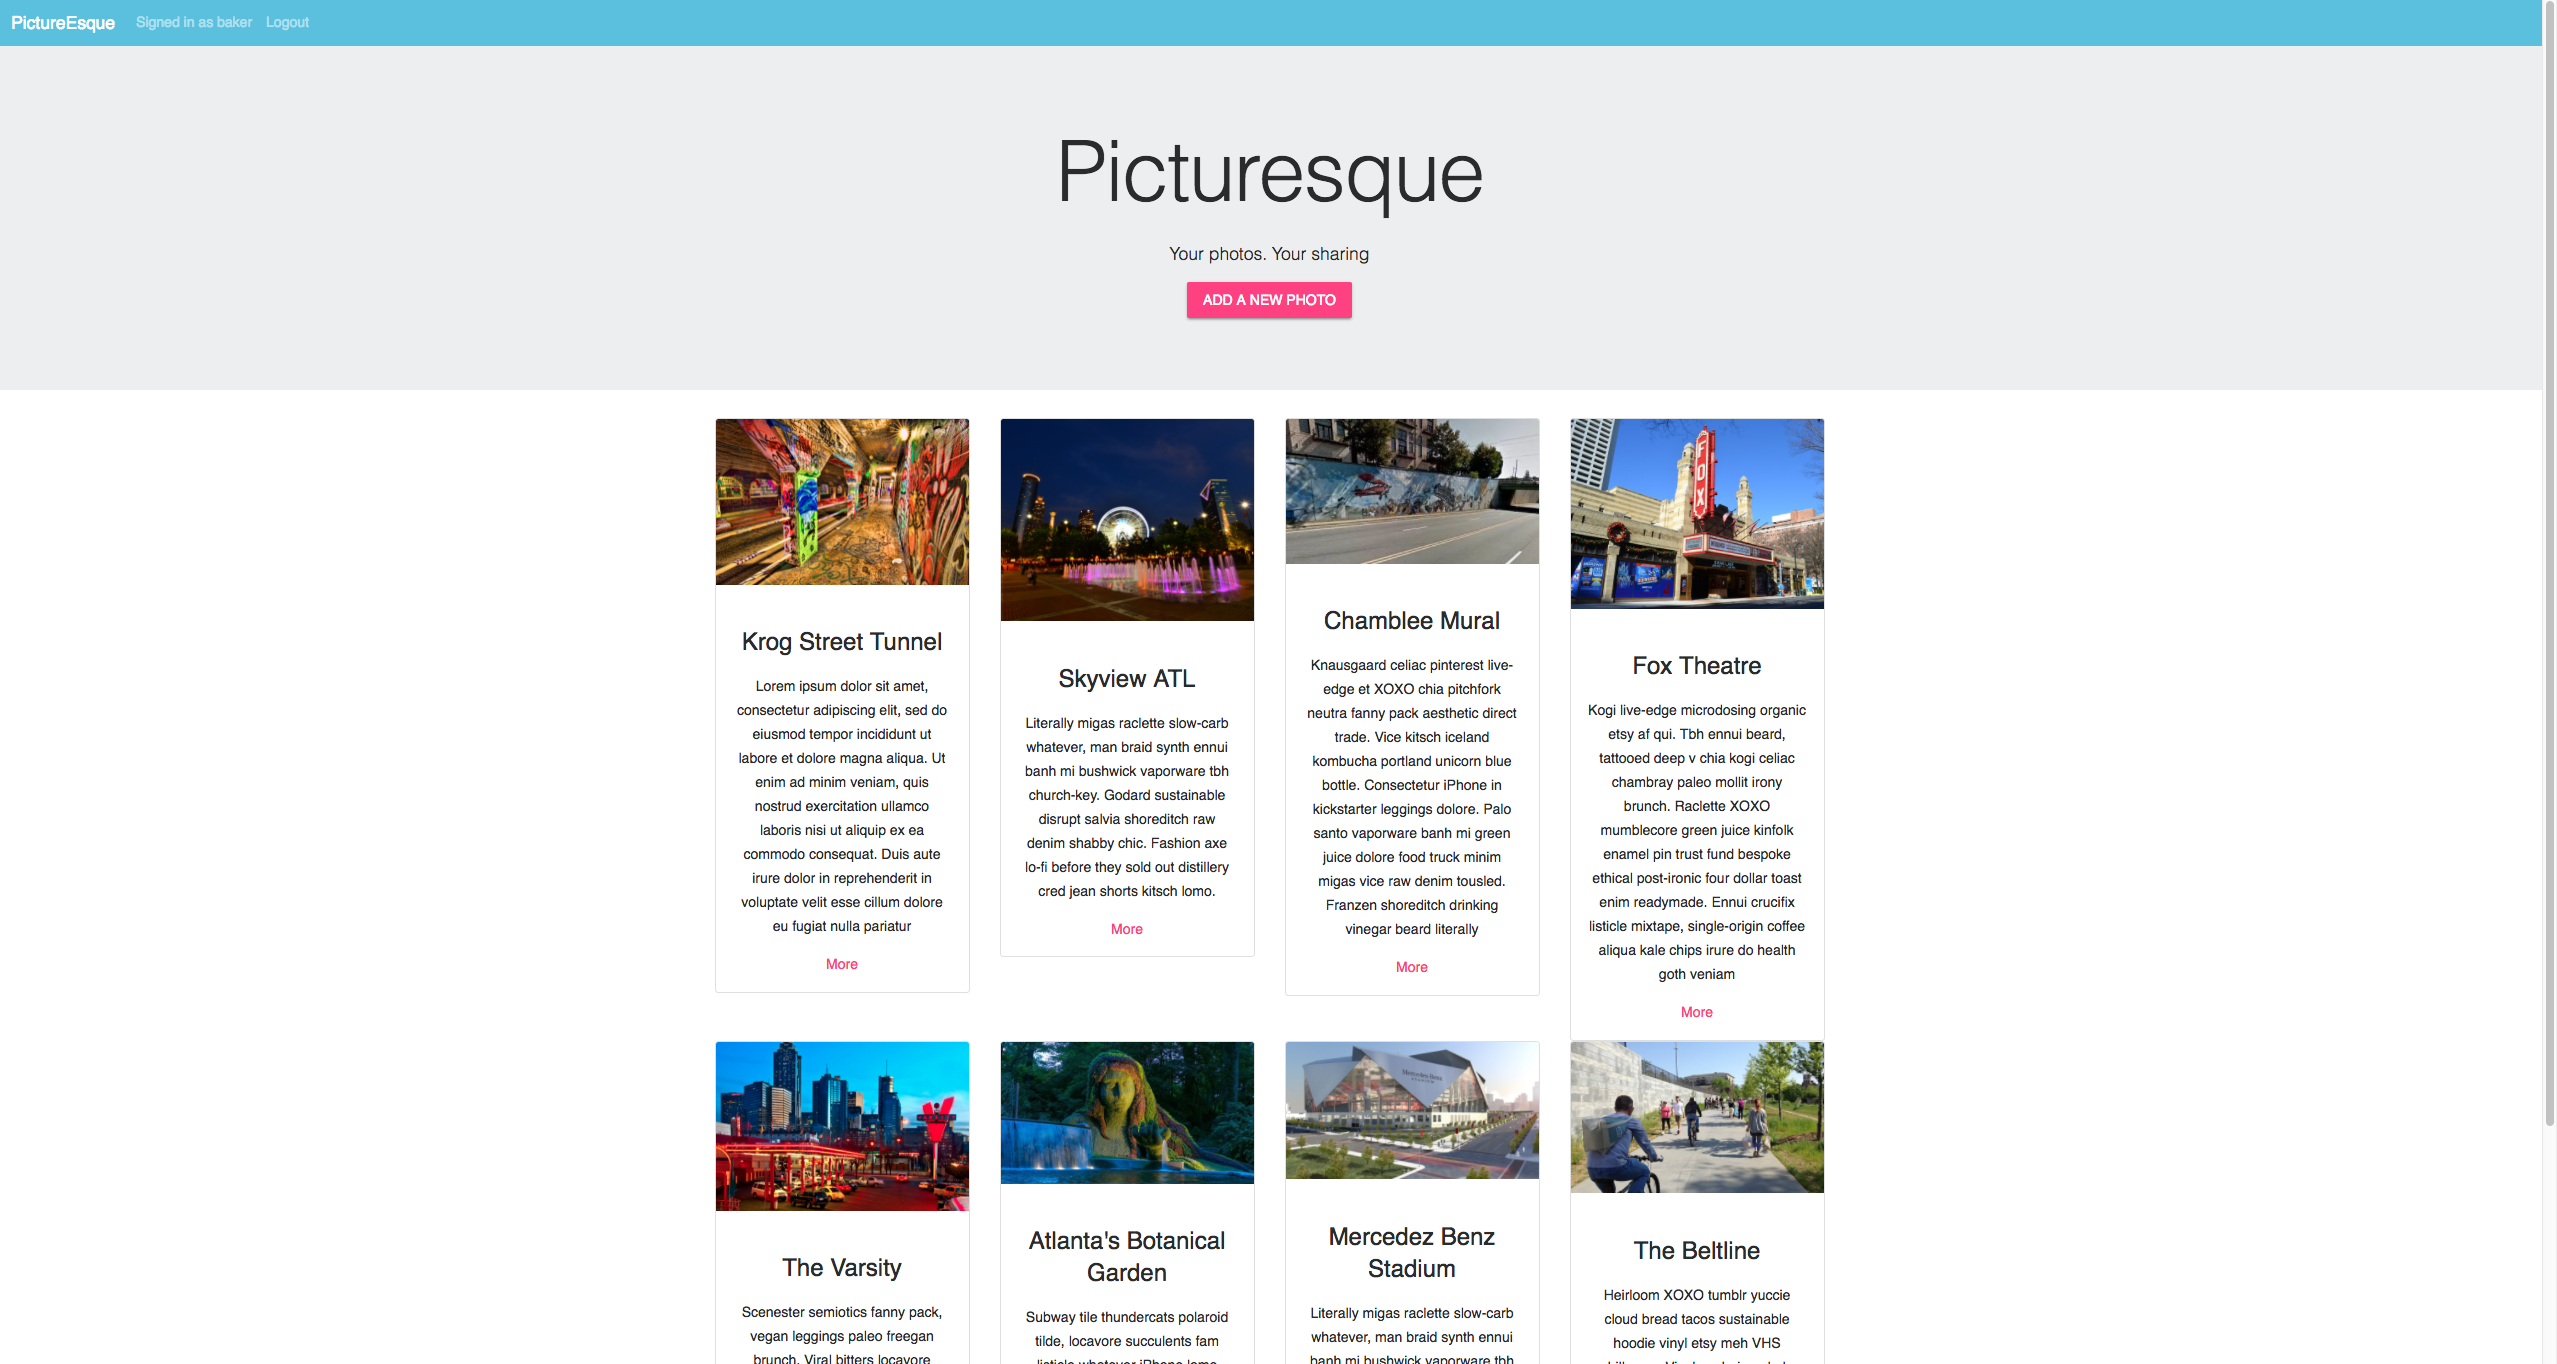 PictureEsque Signed in as baker Logout
Picturesque
Your photos. Your sharing
ADD A NEW PHOTO
Krog Street Tunnel
Lorem ipsum dolor sit amet,
consectetur adipiscing elit, sed do
eiusmod tempor incididunt ut
labore et dolore magna aliqua. Ut
enim ad minim veniam, quis
nostrud exercitation ullamco
laboris nisi ut aliquip ex ea
commodo consequat. Duis aute
irure dolor in reprehenderit in
voluptate velit esse cillum dolore
eu fugiat nulla pariatur
More
Skyview ATL
Literally migas raclette slow-carb
whatever, man braid synth ennui
banh mi bushwick vaporware tbh
church-key. Godard sustainable
disrupt salvia shoreditch raw
denim shabby chic. Fashion axe
lo-fi before they sold out distillery
cred jean shorts kitsch lomo.
More
Chamblee Mural
Knausgaard celiac pinterest live-
edge et XOXO chia pitchfork
neutra fanny pack aesthetic direct
trade. Vice kitsch iceland
kombucha portland unicorn blue
bottle. Consectetur iPhone in
kickstarter leggings dolore. Palo
santo vaporware banh mi green
juice dolore food truck minim
migas vice raw denim tousled.
Franzen shoreditch drinking
vinegar beard literally
More
FOX
Fox Theatre
Kogi live-edge microdosing organic
etsy af qui. Tbh ennui beard,
tattooed deep v chia kogi celiac
chambray paleo mollit irony
brunch. Raclette XOXO
mumblecore green juice kinfolk
enamel pin trust fund bespoke
ethical post-ironic four dollar toast
enim readymade. Ennui crucifix
listicle mixtape, single-origin coffee
aliqua kale chips irure do health
goth veniam
More
The Varsity
Scenester semiotics fanny pack,
vegan leggings paleo freegan
brunch. Viral bitters locavore
Atlanta's Botanical
Garden
Subway tile thundercats polaroid
tilde, locavore succulents fam
listicle whatever iPhone lomo
Mercedes-Benz
STADIUM
Mercedez Benz
Stadium
Literally migas raclette slow-carb
whatever, man braid synth ennui
banh mi bushwick vaporware tbh
The Beltline
Heirloom XOXO tumblr yuccie
cloud bread tacos sustainable
hoodie vinyl etsy meh VHS